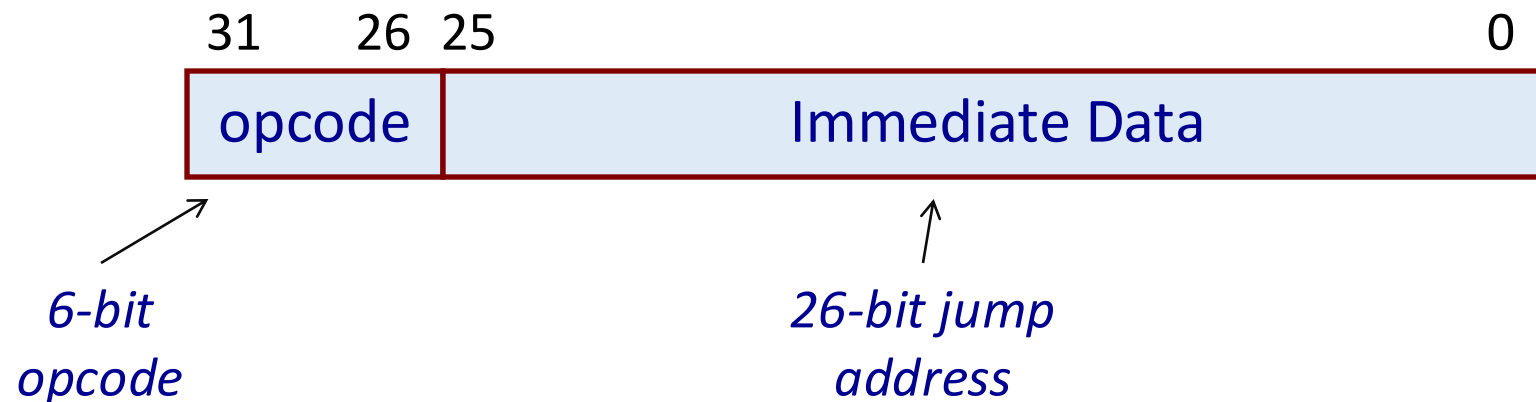 31 26 25 0
opcode Immediate Data
6-bit 26-bit jump
opcode address